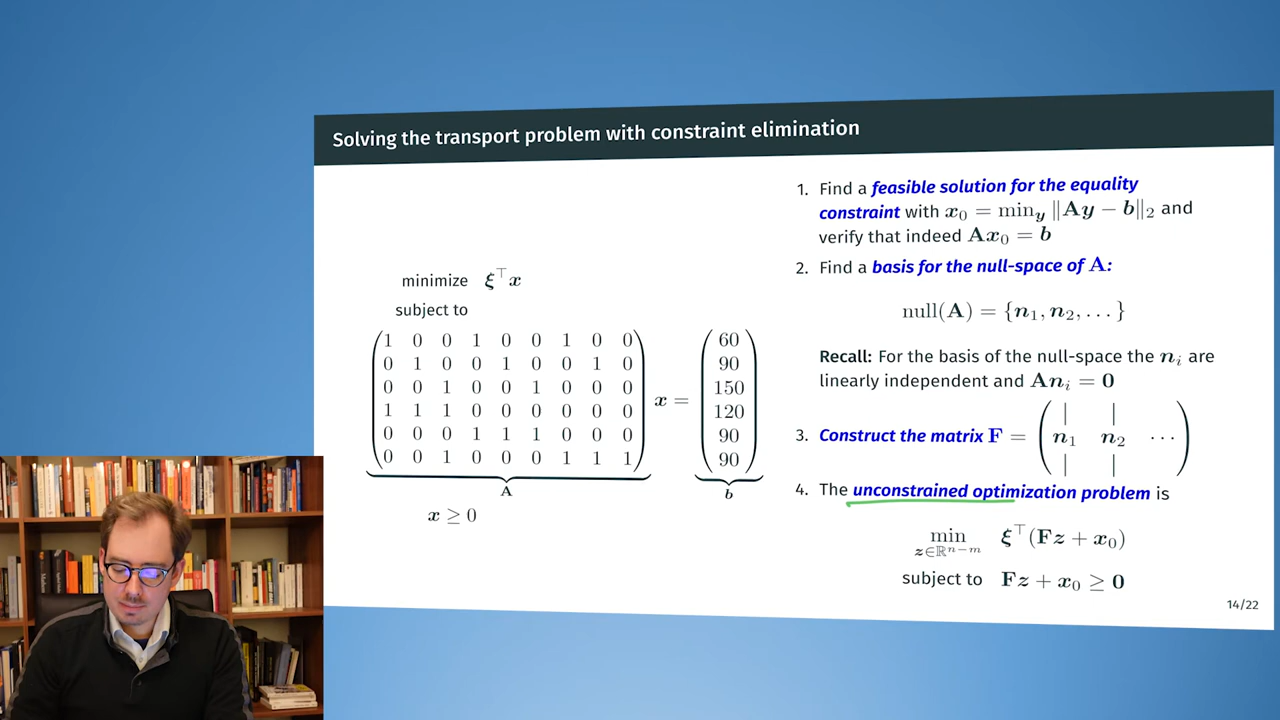 Solving the transport problem with constraint elimination
minimize ξ⊤x
subject to
1 0 0 1 0 0 1 0 0
0 1 0 0 1 0 0 1 0
0 0 1 0 0 1 0 0 0
1 1 1 0 0 0 0 0 0
0 0 0 1 1 1 0 0 0
0 0 1 0 0 0 1 1 1
A
x =
60
90
150
120
90
90
b
x ≥ 0
1. Find a feasible solution for the equality
constraint with x₀ = min_y ‖Ay − b‖₂ and
verify that indeed Ax₀ = b
2. Find a basis for the null-space of A:
null(A) = {n₁, n₂, . . . }
Recall: For the basis of the null-space the nᵢ are
linearly independent and Anᵢ = 0
3. Construct the matrix F = ( | |
n₁ n₂ ⋯
| | )
4. The unconstrained optimization problem is
min ξ⊤(Fz + x₀)
z∈ℝⁿ⁻ᵐ
subject to Fz + x₀ ≥ 0
14/22